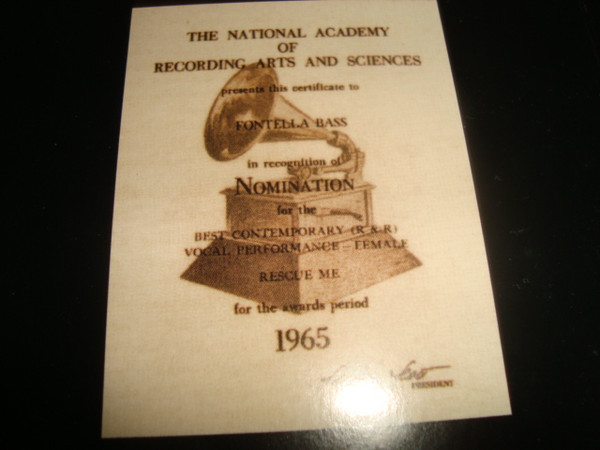 THE NATIONAL ACADEMY
OF
RECORDING ARTS AND SCIENCES
presents this certificate to
FONTELLA BASS
in recognition of
NOMINATION
for the
BEST CONTEMPORARY (R & R)
VOCAL PERFORMANCE - FEMALE
RESCUE ME
for the awards period
1965
PRESIDENT